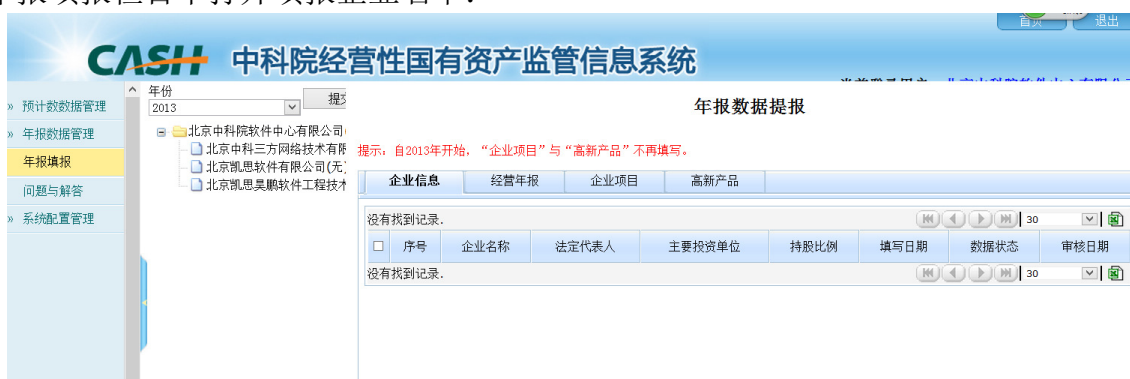 年报填报
首页 退出
CASH 中科院经营性国有资产监管信息系统
» 预计数数据管理
» 年报数据管理
年报填报
问题与解答
» 系统配置管理
年份
2013 提交
北京中科院软件中心有限公司(
北京中科三方网络技术有限
北京凯思软件有限公司(无)
北京凯思昊鹏软件工程技术
年报数据提报
提示: 自2013年开始, “企业项目”与“高新产品”不再填写。
企业信息 经营年报 企业项目 高新产品
没有找到记录. 30
序号 企业名称 法定代表人 主要投资单位 持股比例 填写日期 数据状态 审核日期
没有找到记录. 30